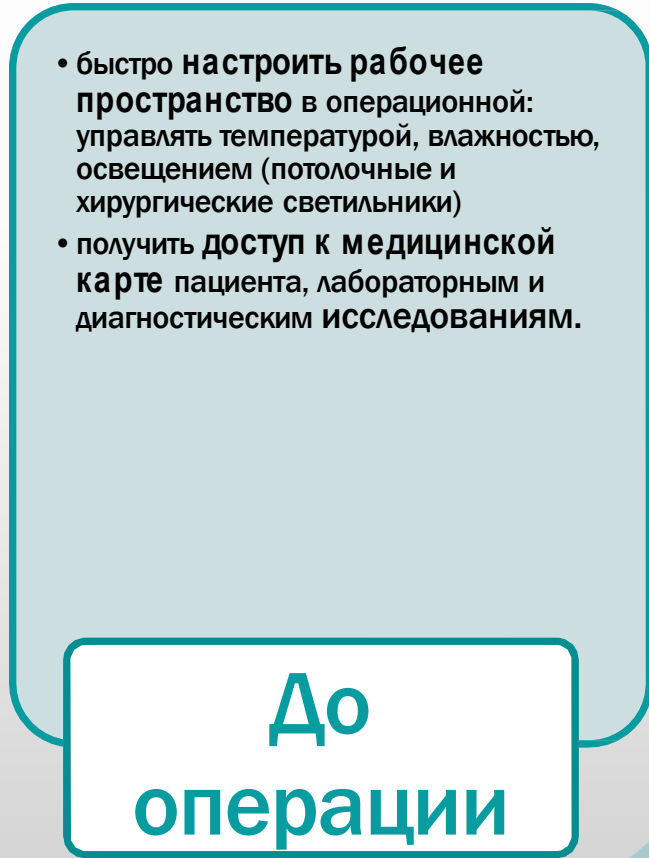 • быстро настроить рабочее
пространство в операционной:
управлять температурой, влажностью,
освещением (потолочные и
хирургические светильники)
• получить доступ к медицинской
карте пациента, лабораторным и
диагностическим исследованиям.
До
операции